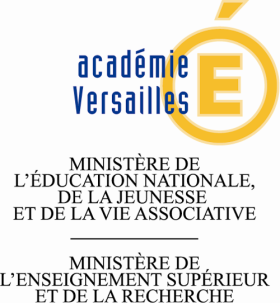 académie
Versailles
É
MINISTÈRE DE
L'ÉDUCATION NATIONALE,
DE LA JEUNESSE
ET DE LA VIE ASSOCIATIVE
MINISTÈRE DE
L'ENSEIGNEMENT SUPÉRIEUR
ET DE LA RECHERCHE